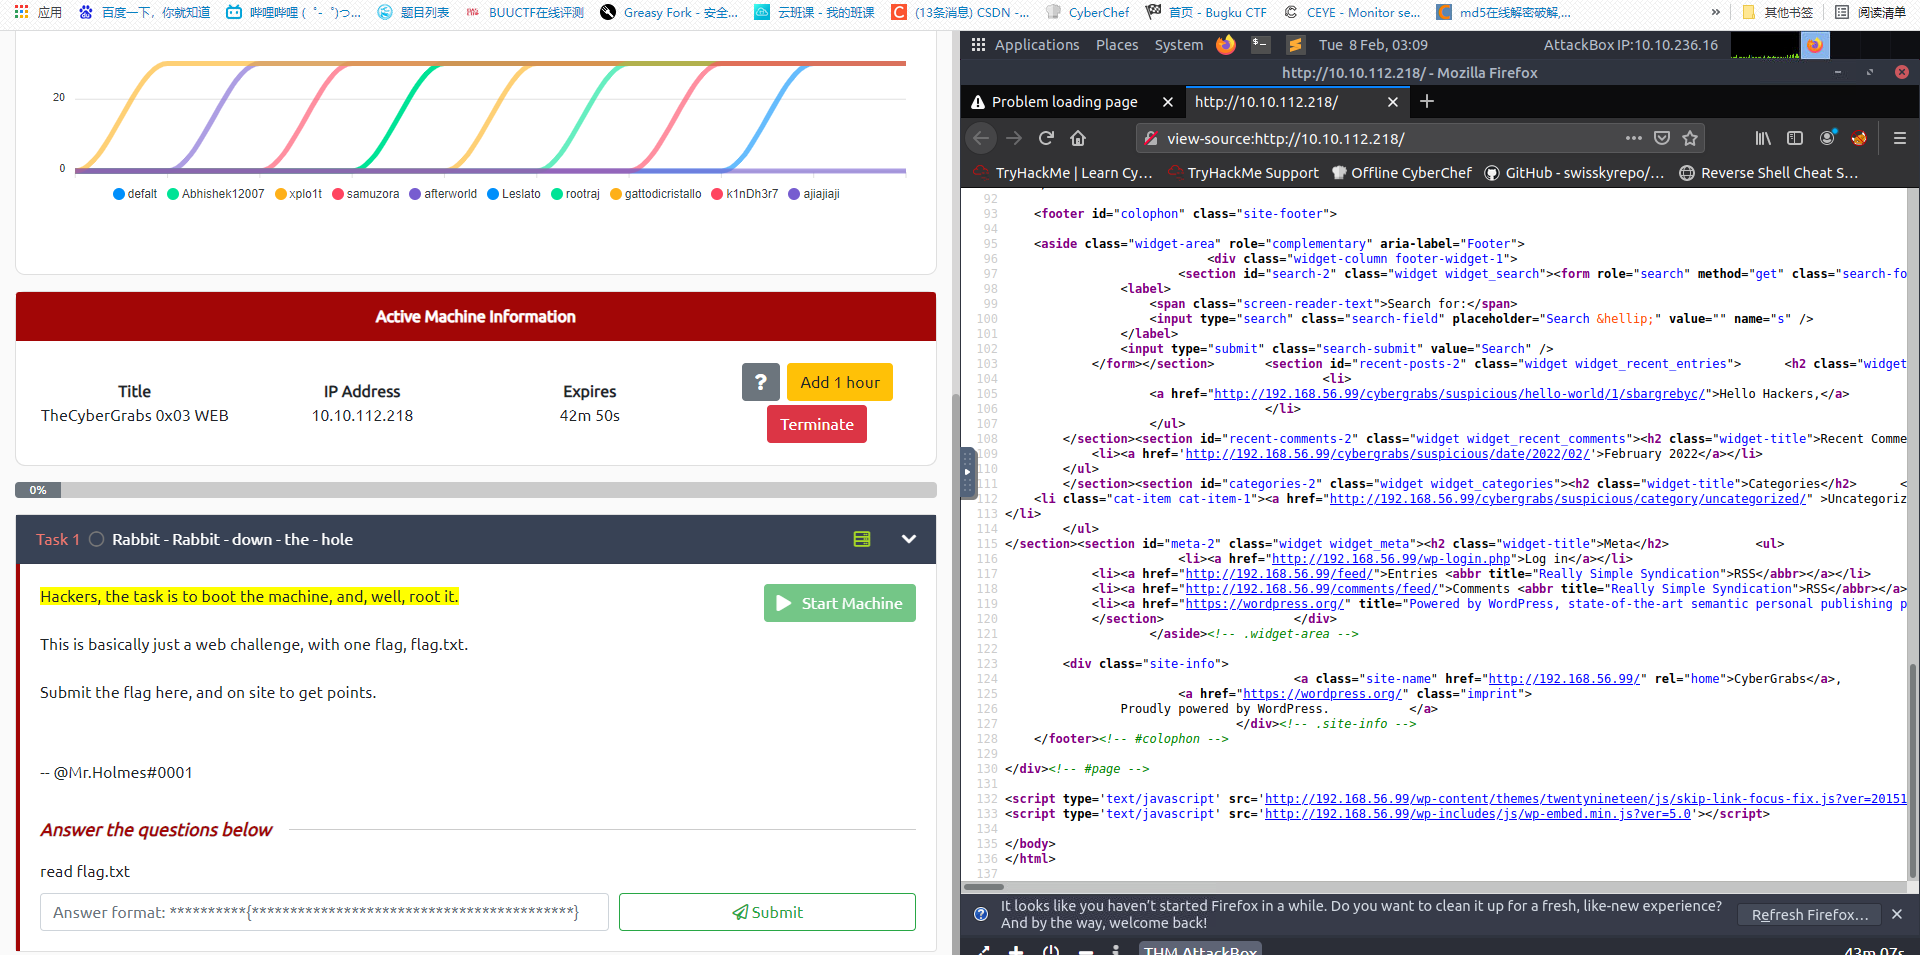 应用 百度一下，你就知道 哔哩哔哩 ( ゜- ゜)つ... 题目列表 BUUCTF在线评测 Greasy Fork - 安全... 云班课 - 我的班课 (13条消息) CSDN -... CyberChef 首页 - Bugku CTF CEYE - Monitor se... md5在线解密破解,... » 其他书签 阅读清单
20
0
defalt Abhishek12007 xplo1t samuzora afterworld Leslato rootraj gattodicristallo k1nDh3r7 ajiajiaji
Active Machine Information
Title IP Address Expires
TheCyberGrabs 0x03 WEB 10.10.112.218 42m 50s
? Add 1 hour
Terminate
0%
Task 1 Rabbit - Rabbit - down - the - hole
Hackers, the task is to boot the machine, and, well, root it.
Start Machine
This is basically just a web challenge, with one flag, flag.txt.
Submit the flag here, and on site to get points.
-- @Mr.Holmes#0001
Answer the questions below
read flag.txt
Answer format: **********{******************************************}
Submit
Applications Places System Tue 8 Feb, 03:09 AttackBox IP:10.10.236.16
http://10.10.112.218/ - Mozilla Firefox
Problem loading page http://10.10.112.218/
view-source:http://10.10.112.218/
TryHackMe | Learn Cy... TryHackMe Support Offline CyberChef GitHub - swisskyrepo/... Reverse Shell Cheat S...
92
93 <footer id="colophon" class="site-footer">
94
95 <aside class="widget-area" role="complementary" aria-label="Footer">
96 <div class="widget-column footer-widget-1">
97 <section id="search-2" class="widget widget_search"><form role="search" method="get" class="search-fo
98 <label>
99 <span class="screen-reader-text">Search for:</span>
100 <input type="search" class="search-field" placeholder="Search &hellip;" value="" name="s" />
101 </label>
102 <input type="submit" class="search-submit" value="Search" />
103 </form></section> <section id="recent-posts-2" class="widget widget_recent_entries"> <h2 class="widget
104 <li>
105 <a href="http://192.168.56.99/cybergrabs/suspicious/hello-world/1/sbargrebyc/">Hello Hackers,</a>
106 </li>
107 </ul>
108 </section><section id="recent-comments-2" class="widget widget_recent_comments"><h2 class="widget-title">Recent Comme
109 <li><a href='http://192.168.56.99/cybergrabs/suspicious/date/2022/02/'>February 2022</a></li>
110 </ul>
111 </section><section id="categories-2" class="widget widget_categories"><h2 class="widget-title">Categories</h2> <
112 <li class="cat-item cat-item-1"><a href="http://192.168.56.99/cybergrabs/suspicious/category/uncategorized/" >Uncategoriz
113 </li>
114 </ul>
115 </section><section id="meta-2" class="widget widget_meta"><h2 class="widget-title">Meta</h2> <ul>
116 <li><a href="http://192.168.56.99/wp-login.php">Log in</a></li>
117 <li><a href="http://192.168.56.99/feed/">Entries <abbr title="Really Simple Syndication">RSS</abbr></a></li>
118 <li><a href="http://192.168.56.99/comments/feed/">Comments <abbr title="Really Simple Syndication">RSS</abbr></a>
119 <li><a href="https://wordpress.org/" title="Powered by WordPress, state-of-the-art semantic personal publishing p
120 </section> </div>
121 </aside><!-- .widget-area -->
122
123 <div class="site-info">
124 <a class="site-name" href="http://192.168.56.99/" rel="home">CyberGrabs</a>,
125 <a href="https://wordpress.org/" class="imprint">
126 Proudly powered by WordPress. </a>
127 </div><!-- .site-info -->
128 </footer><!-- #colophon -->
129
130 </div><!-- #page -->
131
132 <script type='text/javascript' src='http://192.168.56.99/wp-content/themes/twentynineteen/js/skip-link-focus-fix.js?ver=20151
133 <script type='text/javascript' src='http://192.168.56.99/wp-includes/js/wp-embed.min.js?ver=5.0'></script>
134
135 </body>
136 </html>
137
It looks like you haven't started Firefox in a while. Do you want to clean it up for a fresh, like-new experience?
And by the way, welcome back!
Refresh Firefox...
THM AttackBox 43m 07s